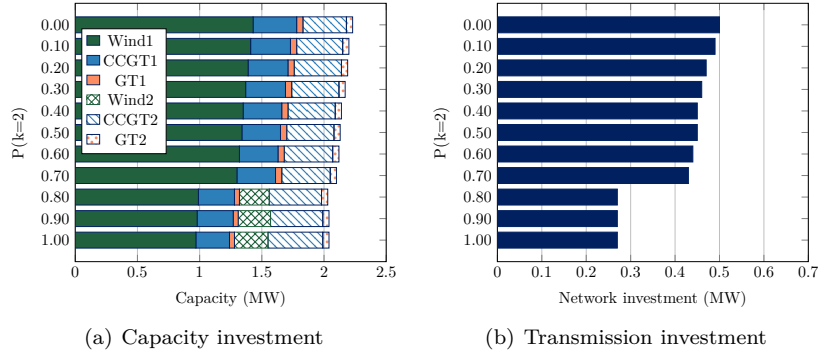 0.00
0.10
0.20
0.30
0.40
0.50
0.60
0.70
0.80
0.90
1.00
P(k=2)
Wind1
CCGT1
GT1
Wind2
CCGT2
GT2
0 0.5 1 1.5 2 2.5
Capacity (MW)
(a) Capacity investment
0.00
0.10
0.20
0.30
0.40
0.50
0.60
0.70
0.80
0.90
1.00
P(k=2)
0 0.1 0.2 0.3 0.4 0.5 0.6 0.7
Network investment (MW)
(b) Transmission investment